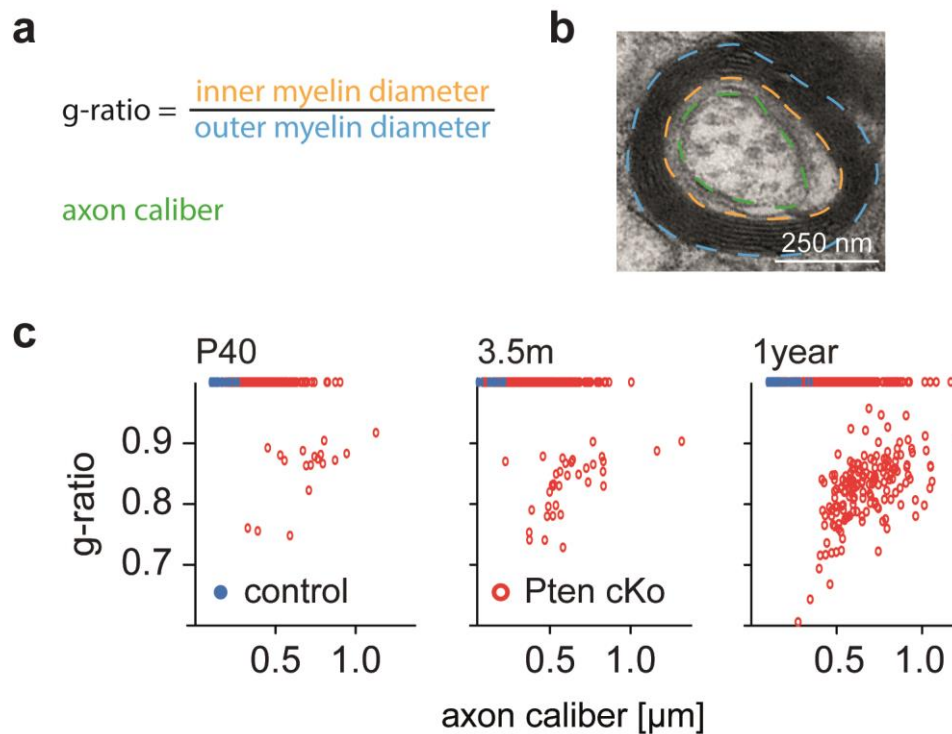 a
g-ratio = inner myelin diameter
outer myelin diameter
axon caliber
b
250 nm
c
P40
3.5m
1year
g-ratio
0.9
0.8
0.7
control
Pten cKo
0.5 1.0
0.5 1.0
0.5 1.0
axon caliber [µm]